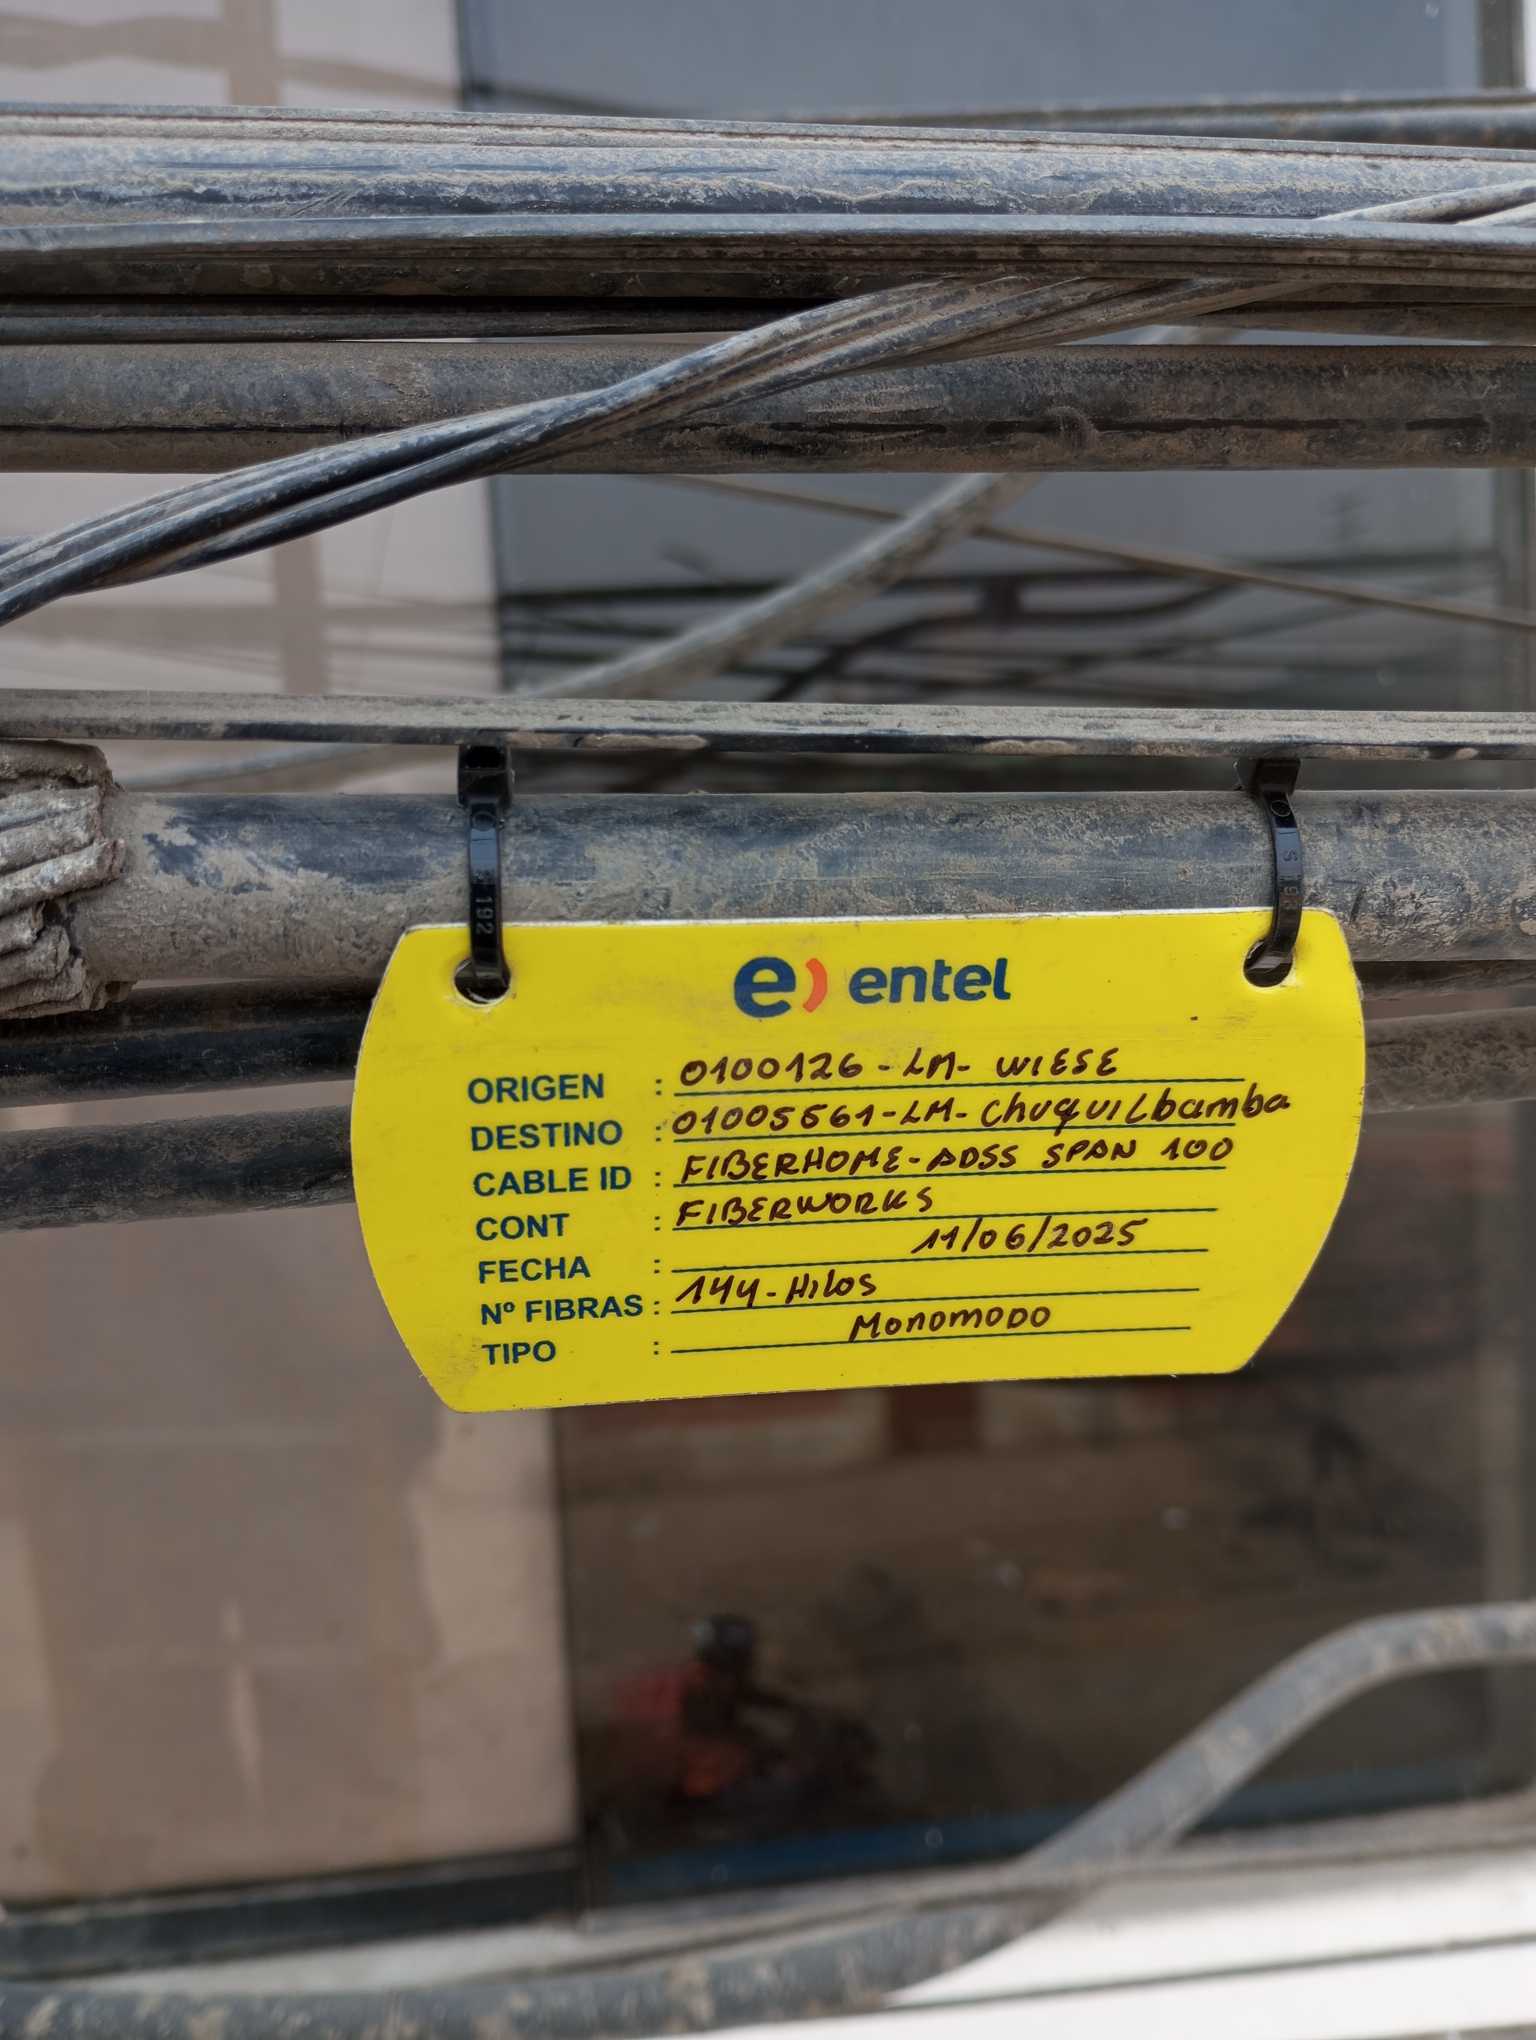 e) entel
ORIGEN : 0100126 - LM - WIESE
DESTINO : 01005561 - LM - Chuquilbamba
CABLE ID : FIBERHOME - ADSS SPAN 100
CONT : FIBERWORKS
FECHA : 11/06/2025
Nº FIBRAS : 144 - Hilos
TIPO : MONOMODO
192